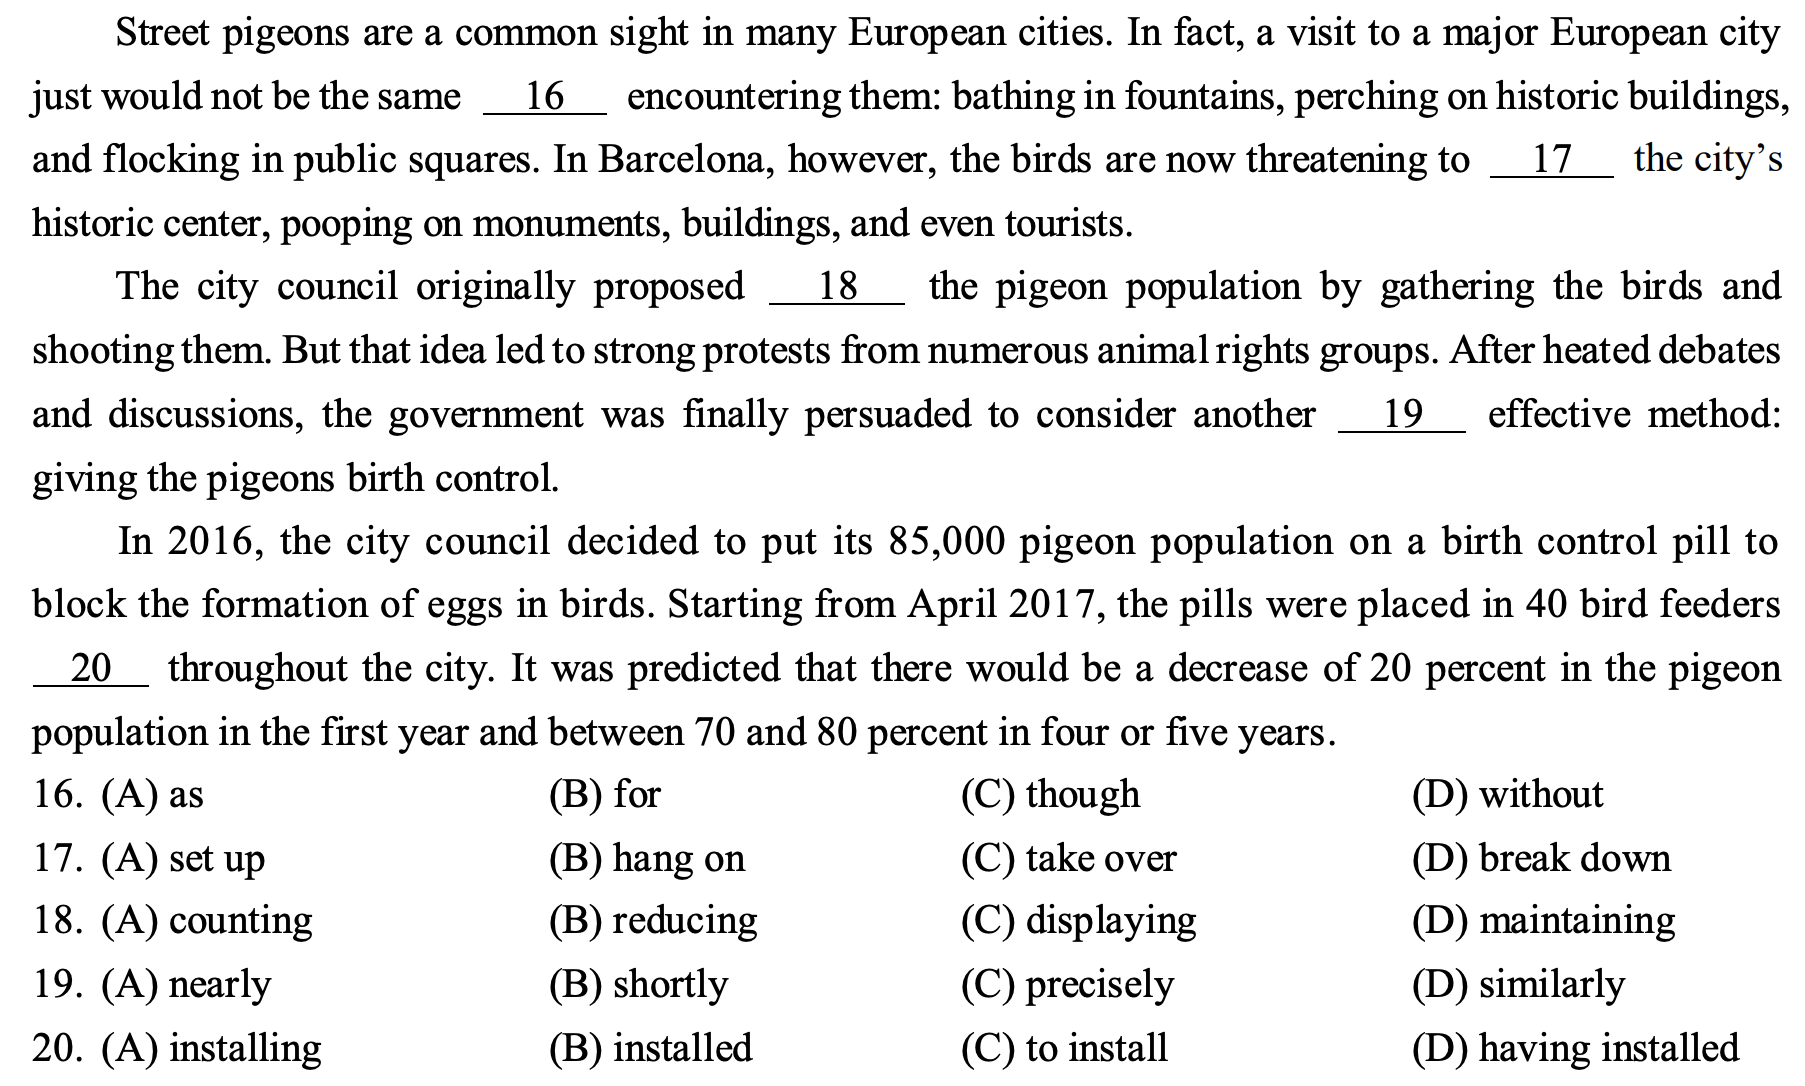 Street pigeons are a common sight in many European cities. In fact, a visit to a major European city
just would not be the same 16 encountering them: bathing in fountains, perching on historic buildings,
and flocking in public squares. In Barcelona, however, the birds are now threatening to 17 the city’s
historic center, pooping on monuments, buildings, and even tourists.
The city council originally proposed 18 the pigeon population by gathering the birds and
shooting them. But that idea led to strong protests from numerous animal rights groups. After heated debates
and discussions, the government was finally persuaded to consider another 19 effective method:
giving the pigeons birth control.
In 2016, the city council decided to put its 85,000 pigeon population on a birth control pill to
block the formation of eggs in birds. Starting from April 2017, the pills were placed in 40 bird feeders
20 throughout the city. It was predicted that there would be a decrease of 20 percent in the pigeon
population in the first year and between 70 and 80 percent in four or five years.
16. (A) as (B) for (C) though (D) without
17. (A) set up (B) hang on (C) take over (D) break down
18. (A) counting (B) reducing (C) displaying (D) maintaining
19. (A) nearly (B) shortly (C) precisely (D) similarly
20. (A) installing (B) installed (C) to install (D) having installed